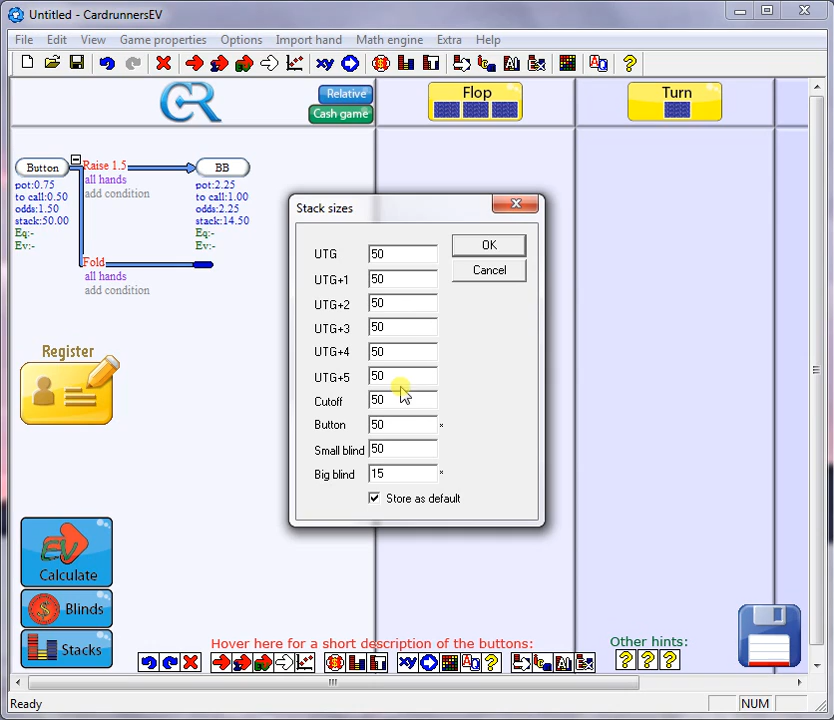 Untitled - CardrunnersEV
File Edit View Game properties Options Import hand Math engine Extra Help
CR
Relative
Cash game
Flop
Turn
Button
Raise 1.5
BB
all hands
add condition
pot:0.75
to call:0.50
odds:1.50
stack:50.00
Eq:-
Ev:-
pot:2.25
to call:1.00
odds:2.25
stack:14.50
Eq:-
Ev:-
Fold
all hands
add condition
Register
Stack sizes
UTG 50
UTG+1 50
UTG+2 50
UTG+3 50
UTG+4 50
UTG+5 50
Cutoff 50
Button 50 *
Small blind 50
Big blind 15 *
Store as default
OK
Cancel
EV
Calculate
Blinds
Stacks
Hover here for a short description of the buttons:
Other hints:
Ready
NUM